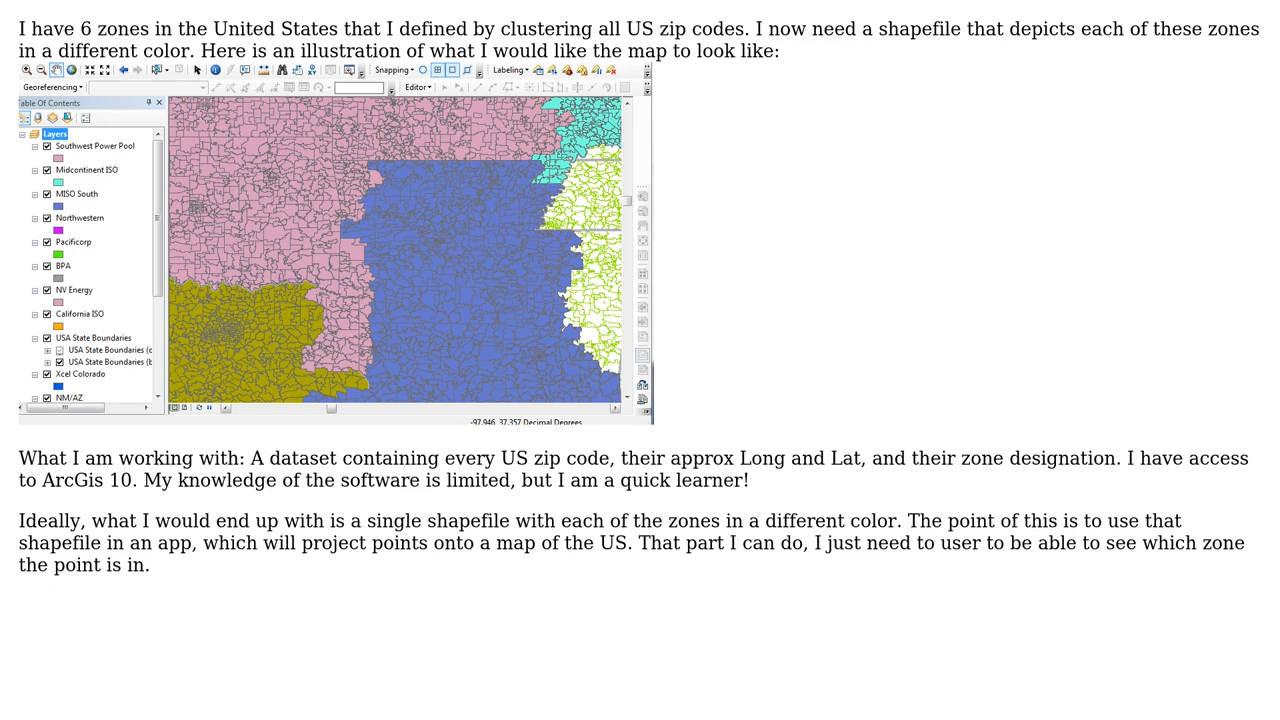 I have 6 zones in the United States that I defined by clustering all US zip codes. I now need a shapefile that depicts each of these zones
in a different color. Here is an illustration of what I would like the map to look like:
Snapping
Labeling
Georeferencing
Editor
Table Of Contents
Layers
Southwest Power Pool
Midcontinent ISO
MISO South
Northwestern
Pacificorp
BPA
NV Energy
California ISO
USA State Boundaries
USA State Boundaries (c
USA State Boundaries (b
Xcel Colorado
NM/AZ
-97.946 37.357 Decimal Degrees
What I am working with: A dataset containing every US zip code, their approx Long and Lat, and their zone designation. I have access
to ArcGis 10. My knowledge of the software is limited, but I am a quick learner!
Ideally, what I would end up with is a single shapefile with each of the zones in a different color. The point of this is to use that
shapefile in an app, which will project points onto a map of the US. That part I can do, I just need to user to be able to see which zone
the point is in.